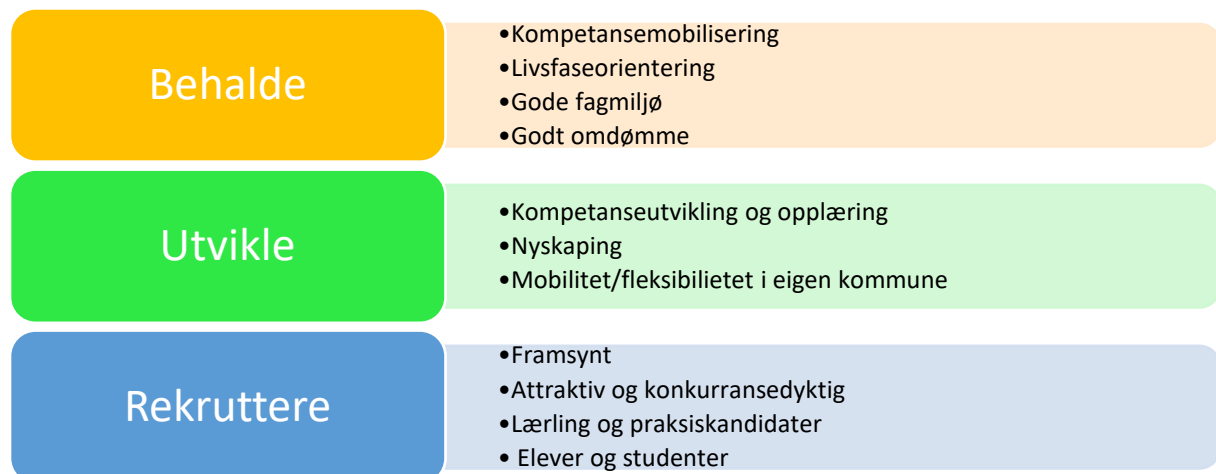 Behalde
•Kompetansemobilisering
•Livsfaseorientering
•Gode fagmiljø
•Godt omdømme
Utvikle
•Kompetanseutvikling og opplæring
•Nyskaping
•Mobilitet/fleksibilietet i eigen kommune
Rekruttere
•Framsynt
•Attraktiv og konkurransedyktig
•Lærling og praksiskandidater
• Elever og studenter